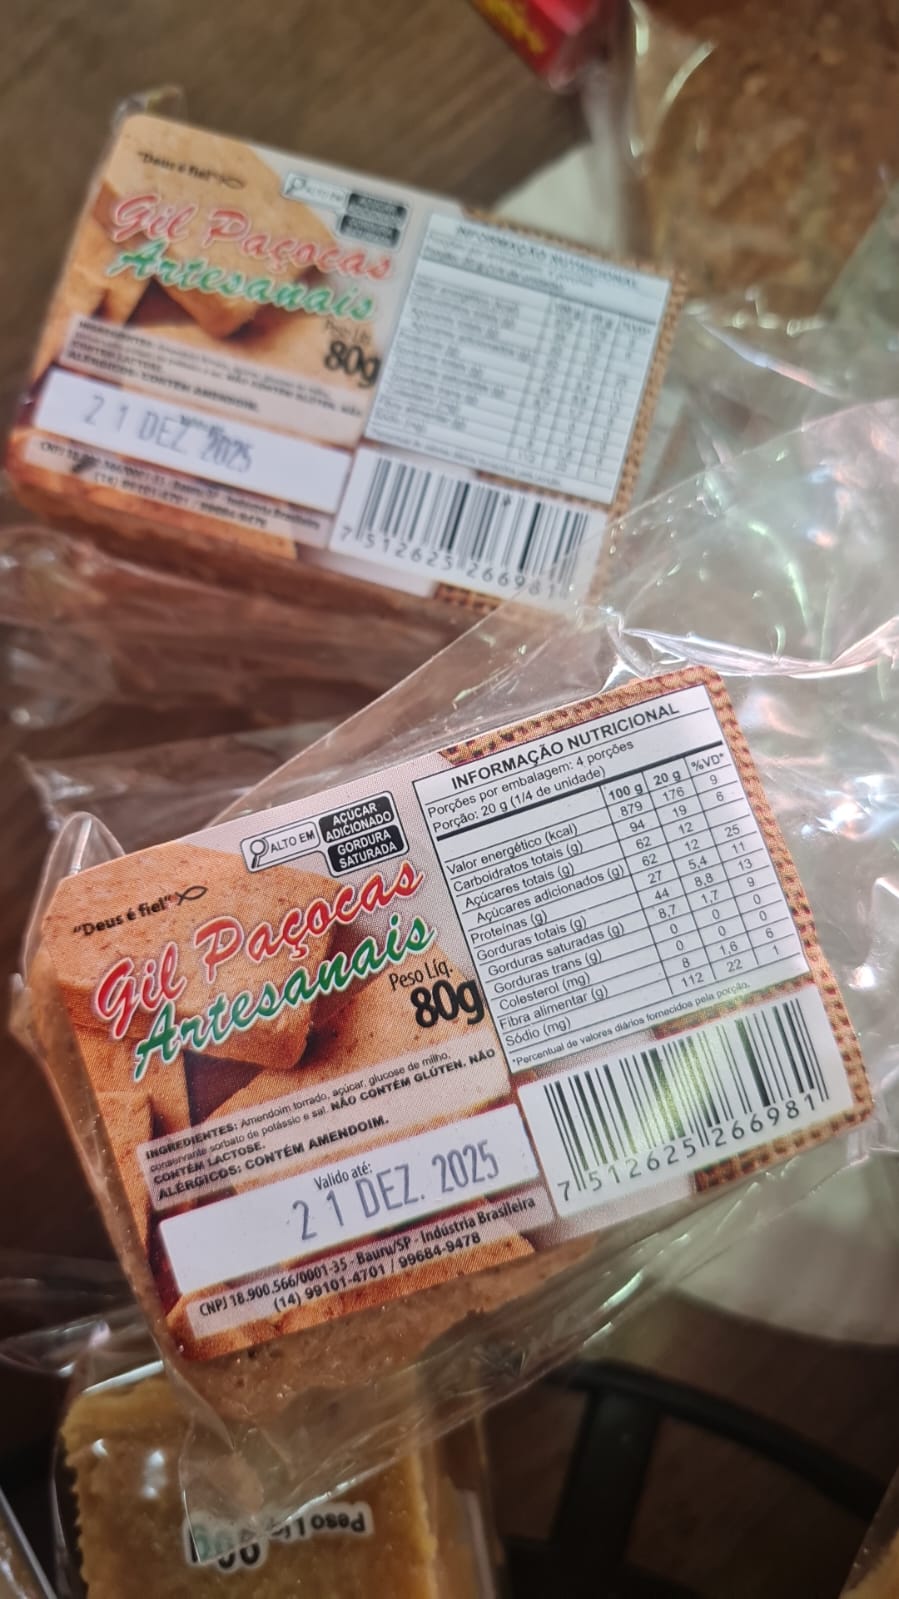 "Deus é fiel"
Gil Paçocas
Artesanais
80g
21 DEZ 2025
INFORMAÇÃO NUTRICIONAL
7 512625 266981
"Deus é fiel"
ALTO EM
AÇÚCAR
ADICIONADO
GORDURA
SATURADA
Gil Paçocas
Artesanais
Peso Líq.
80g
INGREDIENTES: Amendoim torrado, açúcar, glucose de milho,
conservante sorbato de potássio e sal. NÃO CONTÉM GLÚTEN. NÃO
CONTÉM LACTOSE.
ALÉRGICOS: CONTÉM AMENDOIM.
Valido até:
21 DEZ. 2025
CNPJ 18.900.566/0001-35 - Bauru/SP - Indústria Brasileira
(14) 99101-4701 / 99684-9478
INFORMAÇÃO NUTRICIONAL
Porções por embalagem: 4 porções
Porção: 20 g (1/4 de unidade)
100 g 20 g %VD*
Valor energético (kcal) 879 176 9
Carboidratos totais (g) 94 19 6
Açúcares totais (g) 62 12
Açúcares adicionados (g) 62 12 25
Proteínas (g) 27 5,4 11
Gorduras totais (g) 44 8,8 13
Gorduras saturadas (g) 8,7 1,7 9
Gorduras trans (g) 0 0 0
Colesterol (mg) 0 0 0
Fibra alimentar (g) 8 1,6 6
Sódio (mg) 112 22 1
*Percentual de valores diários fornecidos pela porção.
7 512625 266981
Peso